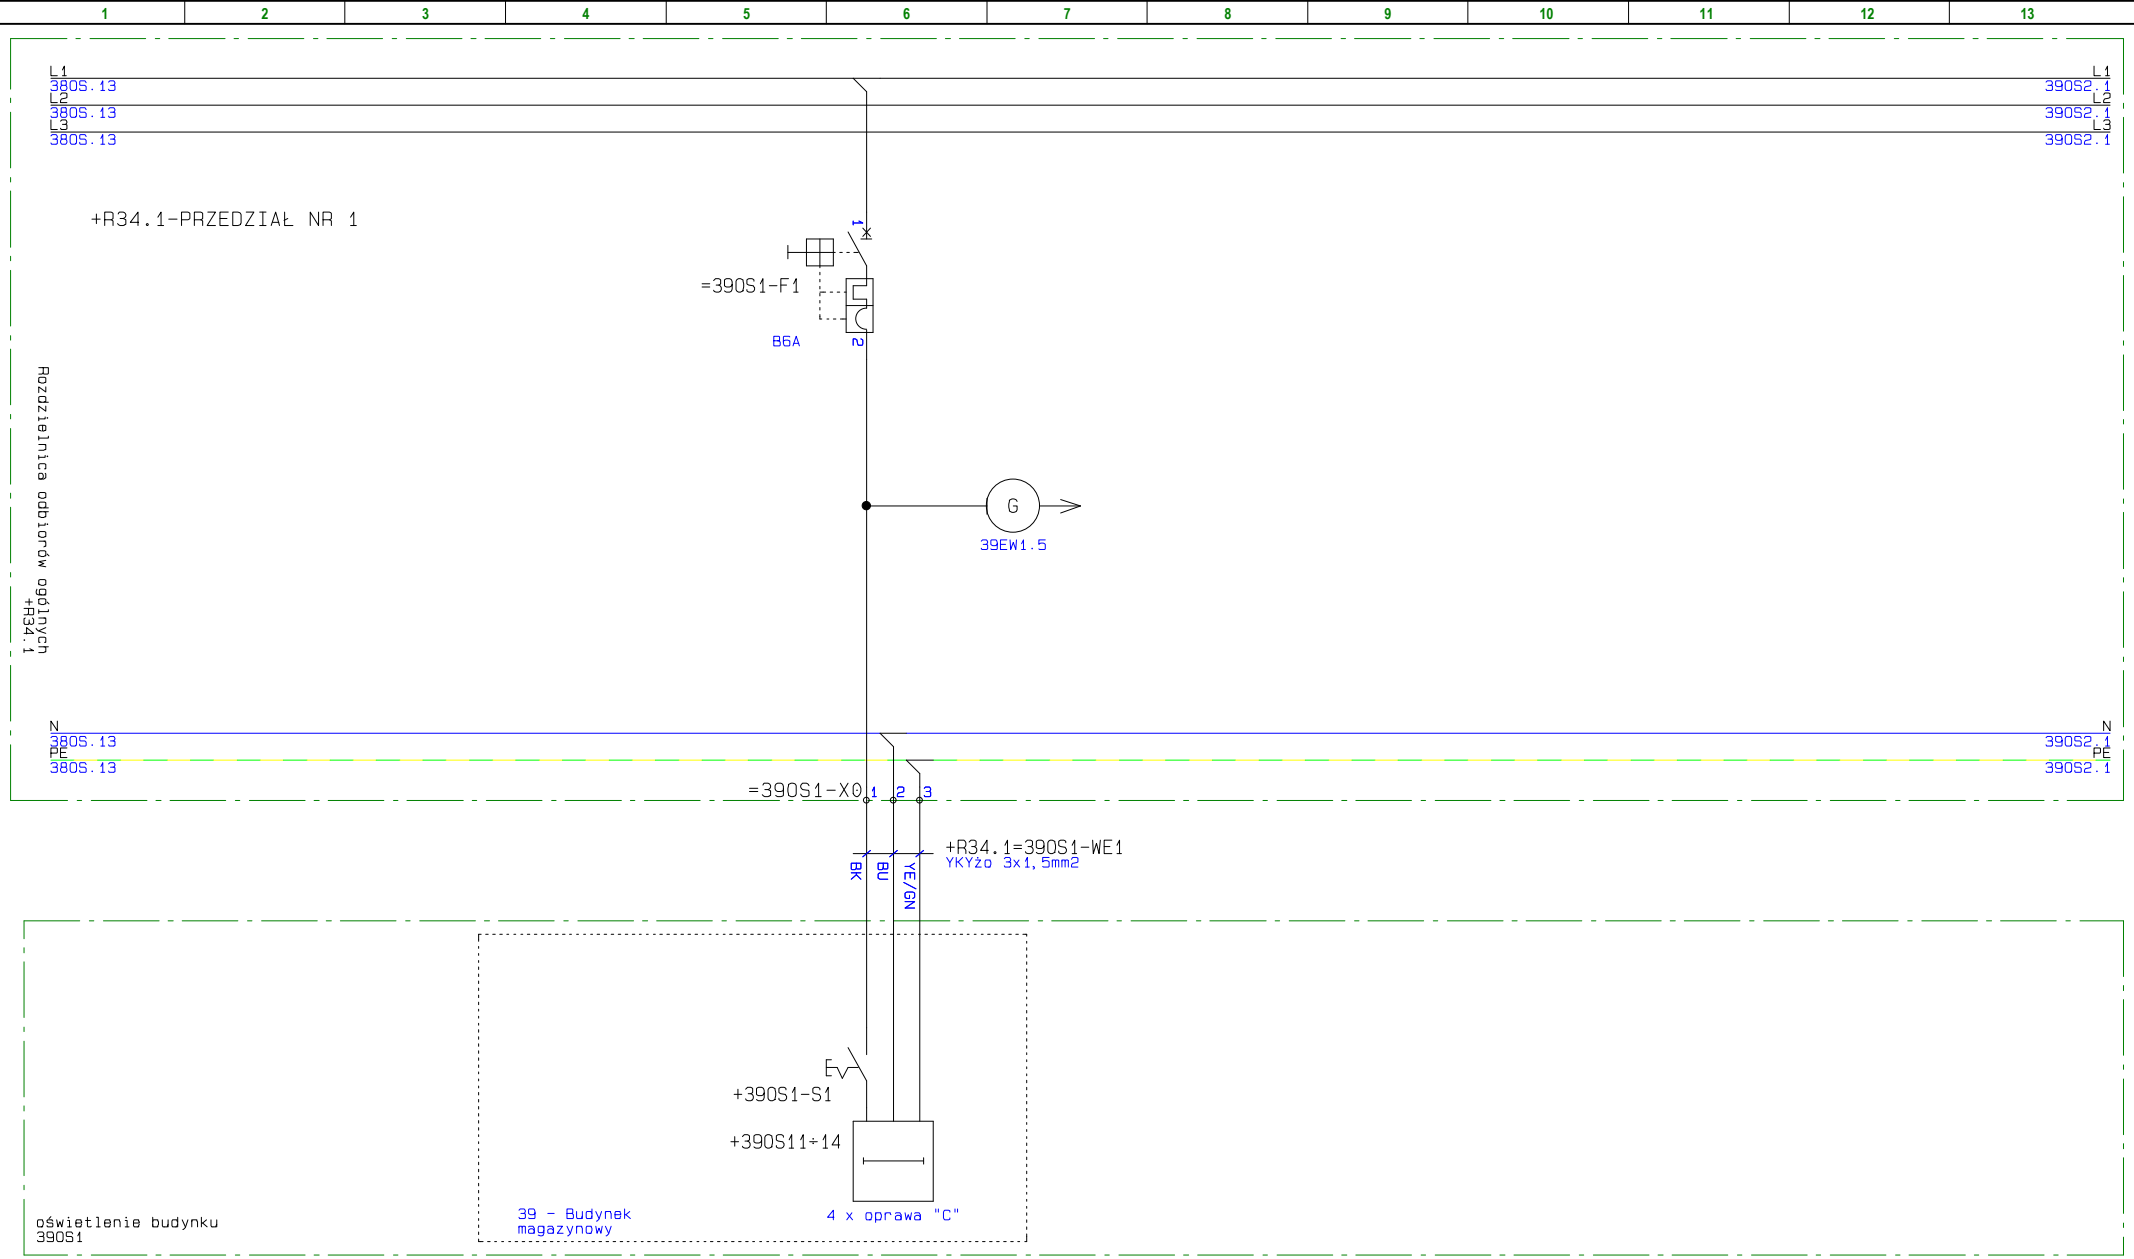 1 2 3 4 5 6 7 8 9 10 11 12 13
L1 L1
380S.13 390S2.1
L2 L2
380S.13 390S2.1
L3 L3
380S.13 390S2.1
+R34.1-PRZEDZIAŁ NR 1
1
=390S1-F1
B6A
2
Rozdzielnica odbiorów ogólnych
+R34.1
G
39EW1.5
N N
380S.13 390S2.1
PE PE
380S.13 390S2.1
=390S1-X0 1 2 3
+R34.1=390S1-WE1
YKYżo 3x1,5mm2
BK BU YE/GN
+390S1-S1
+390S11÷14
39 - Budynek
magazynowy
4 x oprawa "C"
oświetlenie budynku
390S1